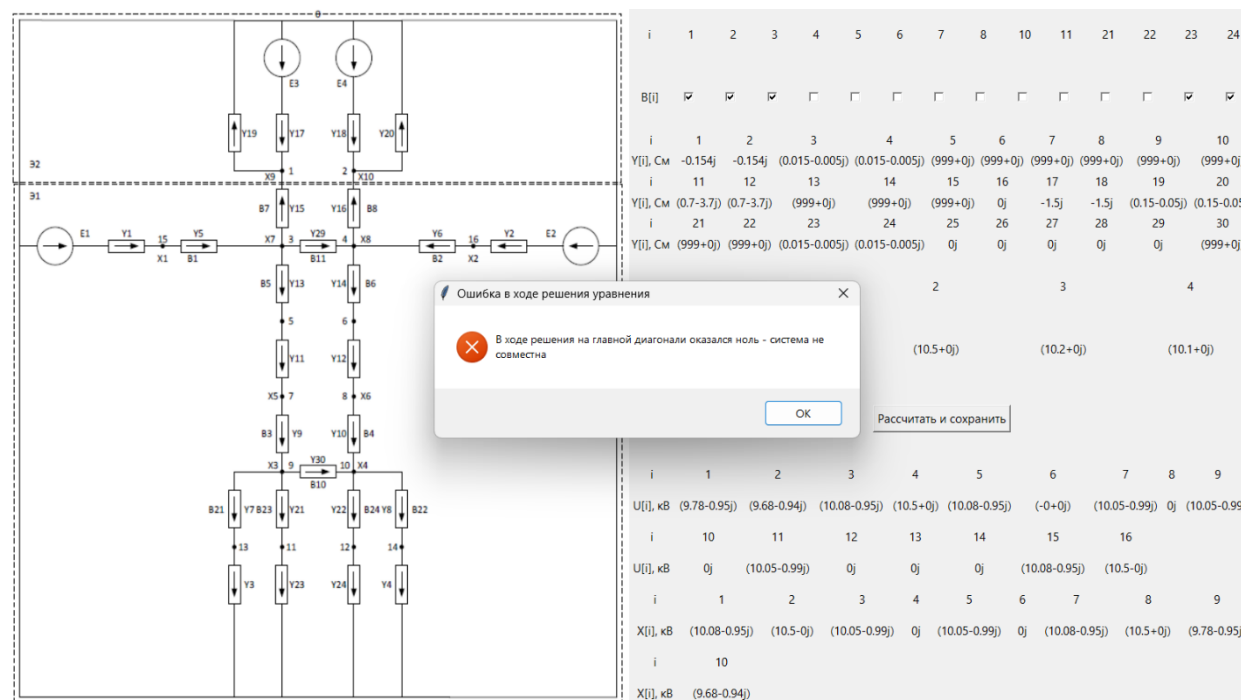 0
E3 E4
Y19 Y17 Y18 Y20
Э2
X9 1 2 X10
Э1
B7 Y15 Y16 B8
E1 Y1 15 Y5 X7 3 Y29 4 X8 Y6 16 Y2 E2
X1 B1 B11 B2 X2
B5 Y13 Y14 B6
5 6
Y11 Y12
X5 7 8 X6
B3 Y9 Y10 B4
X3 9 Y30 10 X4
B10
B21 Y7 B23 Y21 Y22 B24 Y8 B22
13 11 12 14
Y3 Y23 Y24 Y4
i 1 2 3 4 5 6 7 8 10 11 21 22 23 24
B[i]
i 1 2 3 4 5 6 7 8 9 10
Y[i], См -0.154j -0.154j (0.015-0.005j) (0.015-0.005j) (999+0j) (999+0j) (999+0j) (999+0j) (999+0j) (999+0j
i 11 12 13 14 15 16 17 18 19 20
Y[i], См (0.7-3.7j) (0.7-3.7j) (999+0j) (999+0j) (999+0j) 0j -1.5j -1.5j (0.15-0.05j) (0.15-0.05
i 21 22 23 24 25 26 27 28 29 30
Y[i], См (999+0j) (999+0j) (0.015-0.005j) (0.015-0.005j) 0j 0j 0j 0j 0j (999+0j
2 3 4
Ошибка в ходе решения уравнения
В ходе решения на главной диагонали оказался ноль - система не
совместна
ОК
(10.5+0j) (10.2+0j) (10.1+0j)
Рассчитать и сохранить
i 1 2 3 4 5 6 7 8 9
U[i], кВ (9.78-0.95j) (9.68-0.94j) (10.08-0.95j) (10.5+0j) (10.08-0.95j) (-0+0j) (10.05-0.99j) 0j (10.05-0.99
i 10 11 12 13 14 15 16
U[i], кВ 0j (10.05-0.99j) 0j 0j 0j (10.08-0.95j) (10.5-0j)
i 1 2 3 4 5 6 7 8 9
X[i], кВ (10.08-0.95j) (10.5-0j) (10.05-0.99j) 0j (10.05-0.99j) 0j (10.08-0.95j) (10.5+0j) (9.78-0.95j
i 10
X[i], кВ (9.68-0.94j)